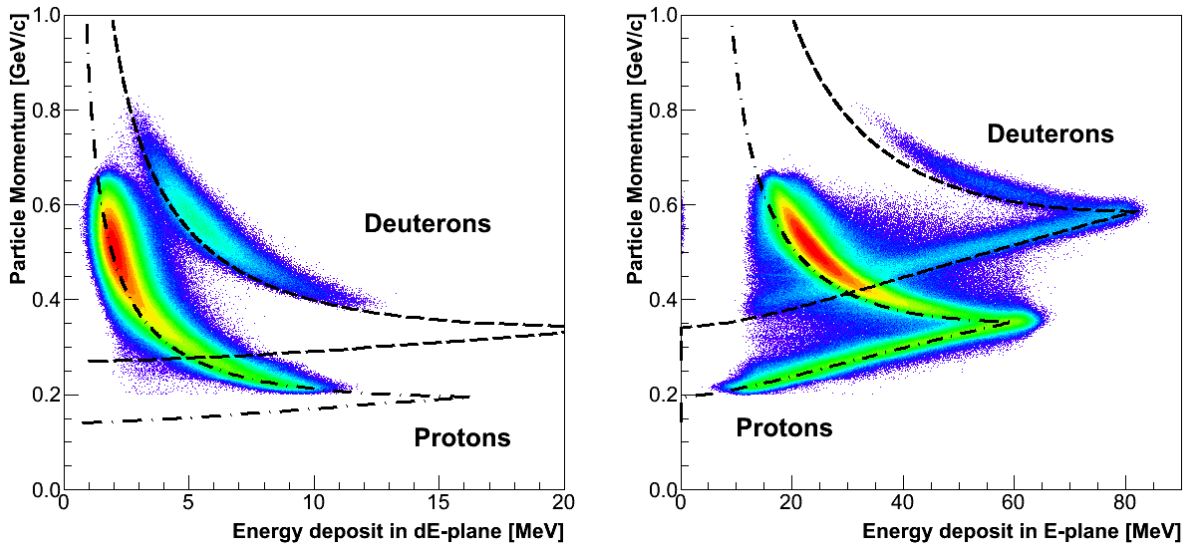 Particle Momentum [GeV/c]
1.0
0.8
0.6
0.4
0.2
0.0
Deuterons
Protons
0 5 10 15 20
Energy deposit in dE-plane [MeV]
Particle Momentum [GeV/c]
1.0
0.8
0.6
0.4
0.2
0.0
Deuterons
Protons
0 20 40 60 80
Energy deposit in E-plane [MeV]